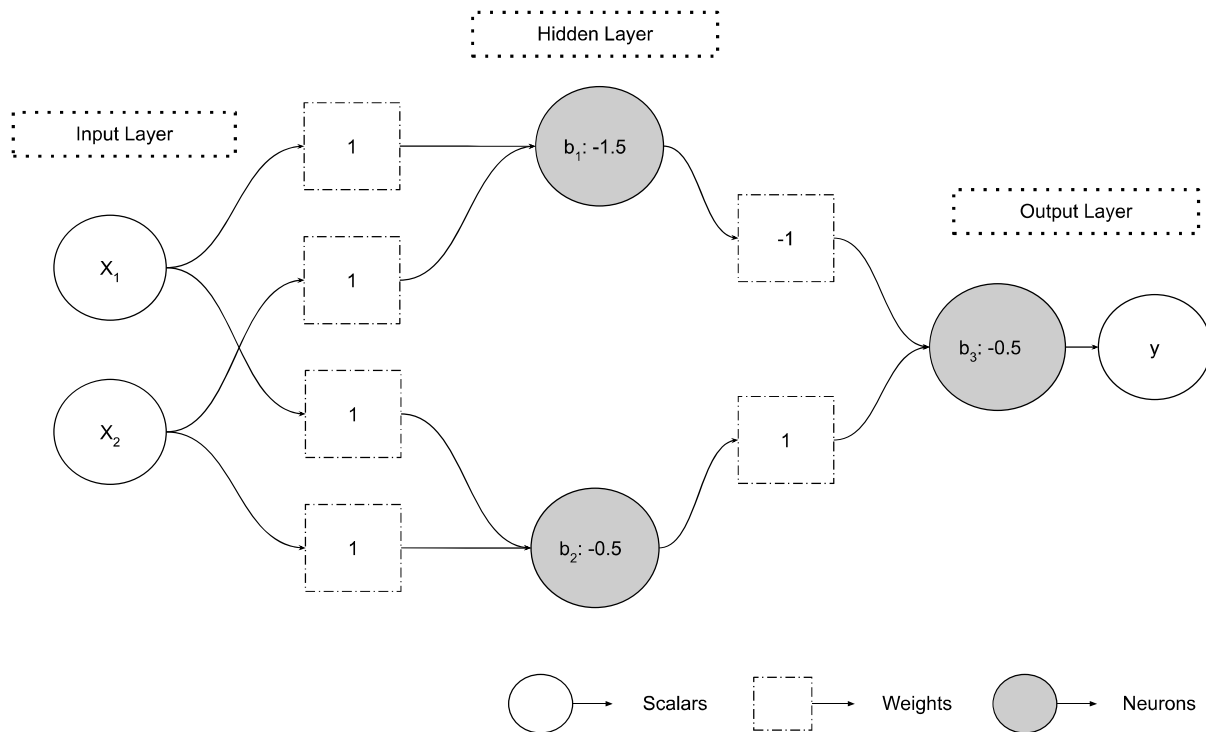 Hidden Layer
Input Layer
1
b₁: -1.5
Output Layer
X₁
1
-1
b₃: -0.5
y
X₂
1
1
1
b₂: -0.5
Scalars
Weights
Neurons